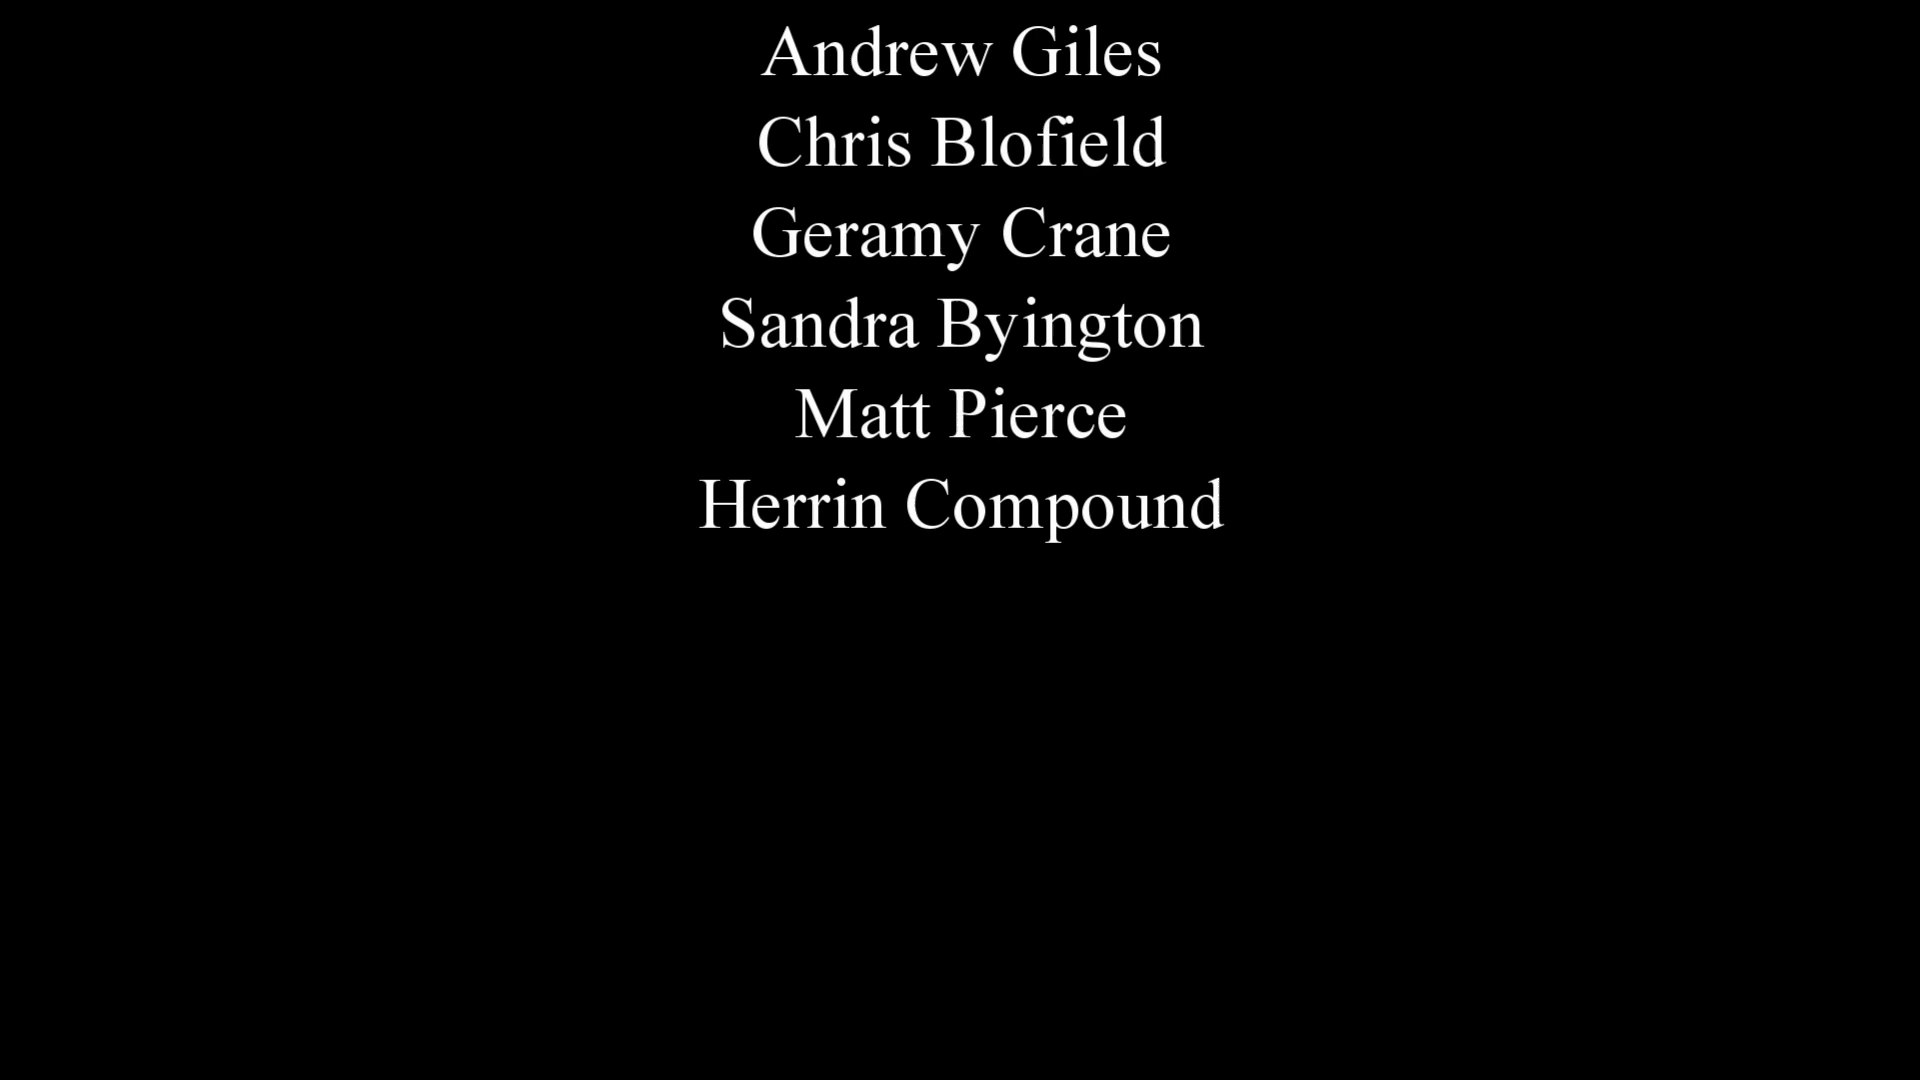 Andrew Giles
Chris Blofield
Geramy Crane
Sandra Byington
Matt Pierce
Herrin Compound